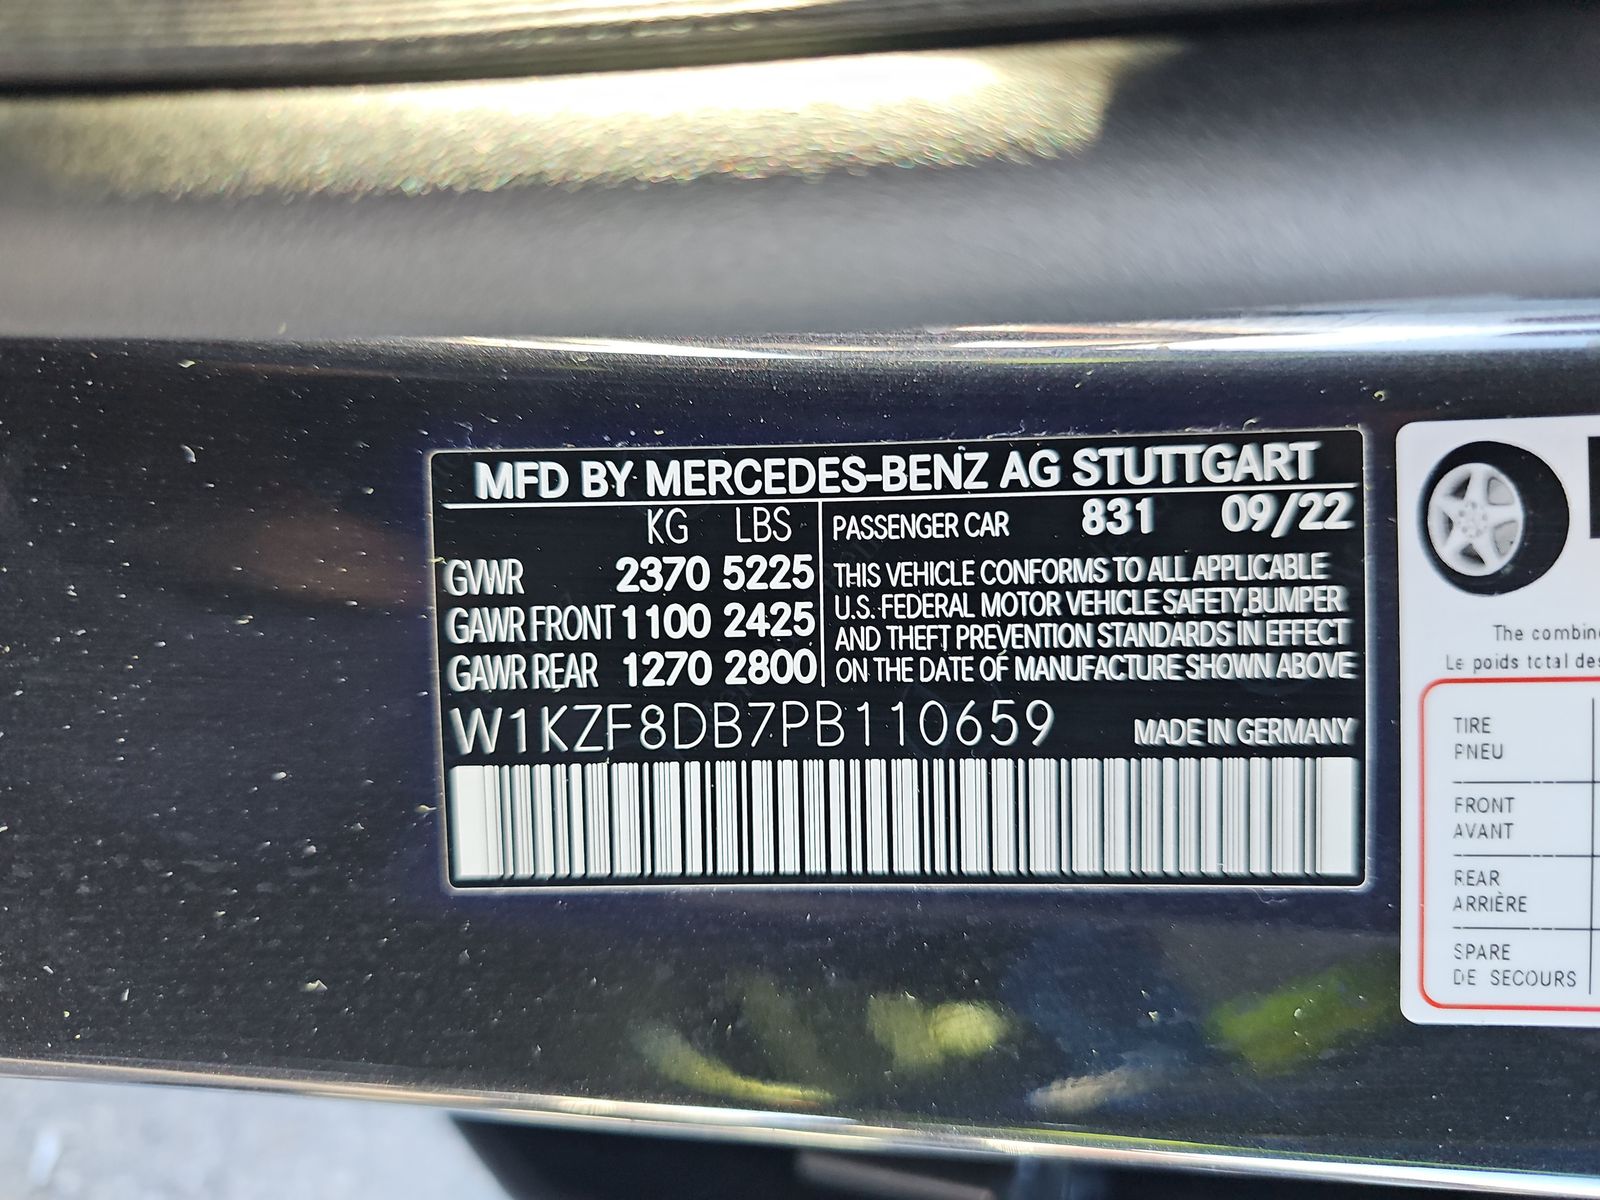 MFD BY MERCEDES-BENZ AG STUTTGART
KG LBS
GVWR 2370 5225
GAWR FRONT 1100 2425
GAWR REAR 1270 2800
PASSENGER CAR 831 09/22
THIS VEHICLE CONFORMS TO ALL APPLICABLE
U.S. FEDERAL MOTOR VEHICLE SAFETY,BUMPER
AND THEFT PREVENTION STANDARDS IN EFFECT
ON THE DATE OF MANUFACTURE SHOWN ABOVE
W1KZF8DB7PB110659 MADE IN GERMANY
The combin
Le poids total des
TIRE
PNEU
FRONT
AVANT
REAR
ARRIÈRE
SPARE
DE SECOURS